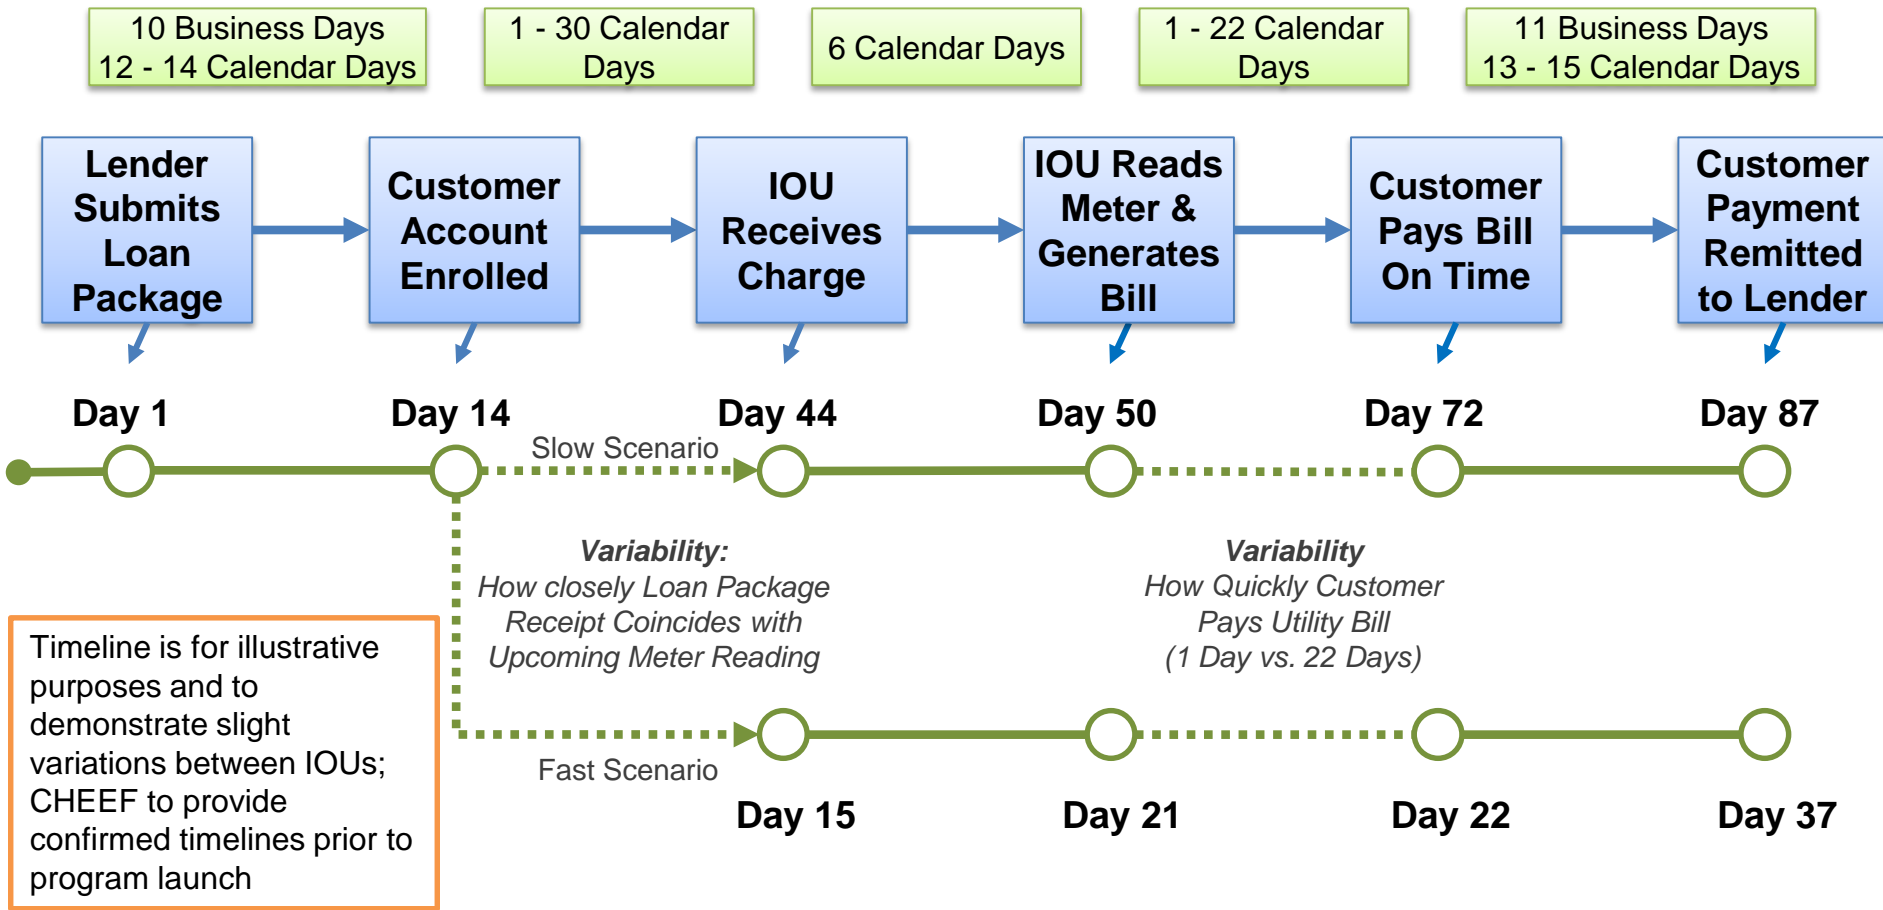 10 Business Days
12 - 14 Calendar Days
1 - 30 Calendar
Days
6 Calendar Days
1 - 22 Calendar
Days
11 Business Days
13 - 15 Calendar Days
Lender
Submits
Loan
Package
Customer
Account
Enrolled
IOU
Receives
Charge
IOU Reads
Meter &
Generates
Bill
Customer
Pays Bill
On Time
Customer
Payment
Remitted
to Lender
Day 1
Day 14
Day 44
Day 50
Day 72
Day 87
Slow Scenario
Variability:
How closely Loan Package
Receipt Coincides with
Upcoming Meter Reading
Variability
How Quickly Customer
Pays Utility Bill
(1 Day vs. 22 Days)
Timeline is for illustrative
purposes and to
demonstrate slight
variations between IOUs;
CHEEF to provide
confirmed timelines prior to
program launch
Fast Scenario
Day 15
Day 21
Day 22
Day 37